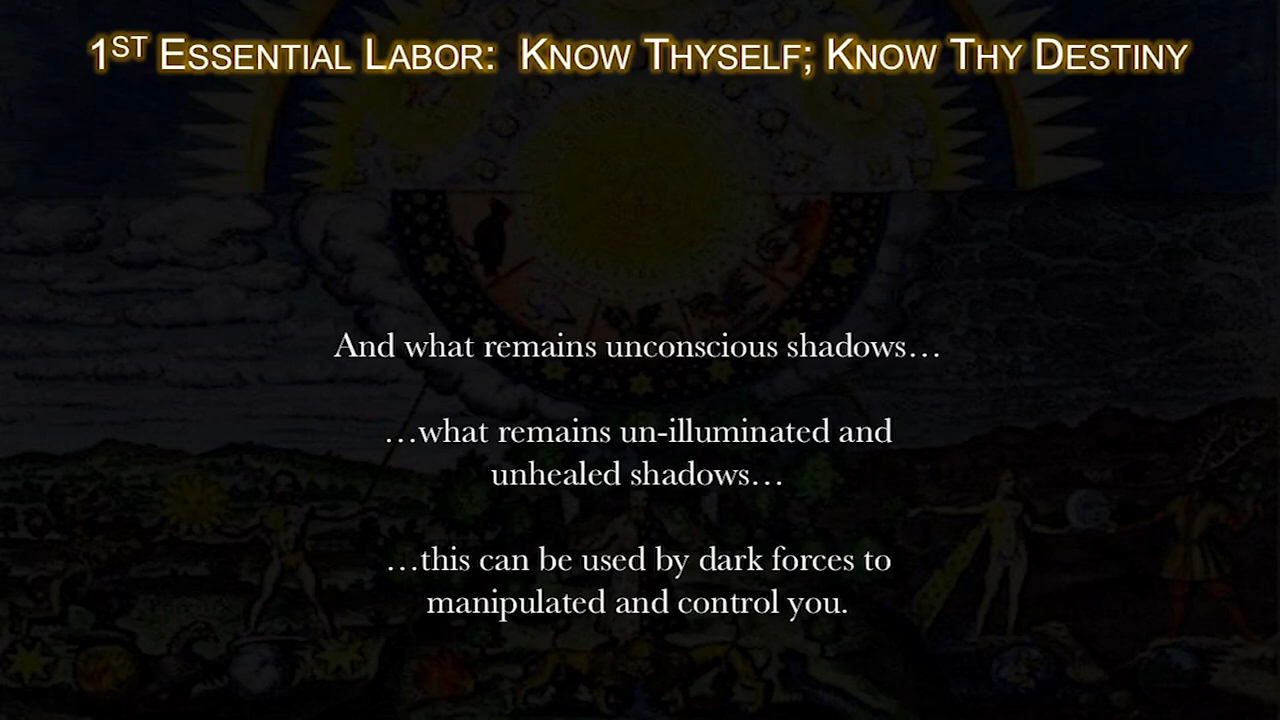 1ST ESSENTIAL LABOR: KNOW THYSELF; KNOW THY DESTINY
And what remains unconscious shadows…
…what remains un-illuminated and
unhealed shadows…
…this can be used by dark forces to
manipulated and control you.